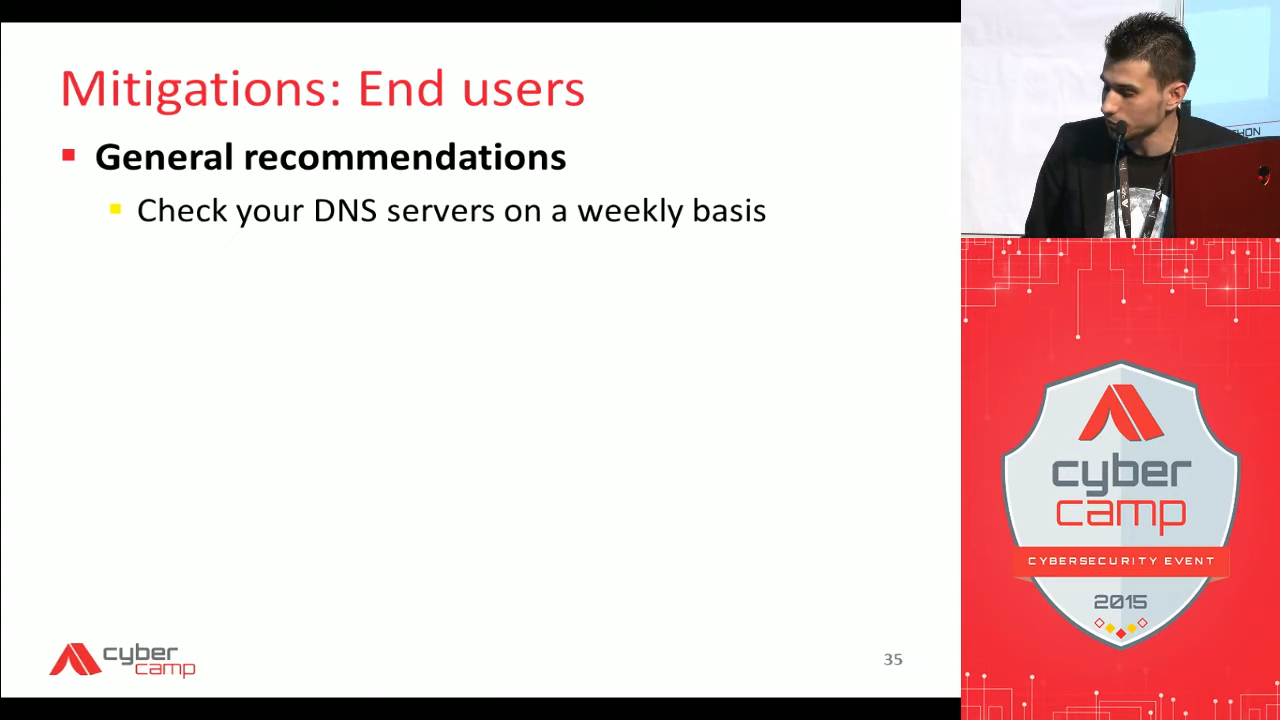 Mitigations: End users
General recommendations
Check your DNS servers on a weekly basis
cyber
camp
35
cyber
camp
CYBERSECURITY EVENT
2015